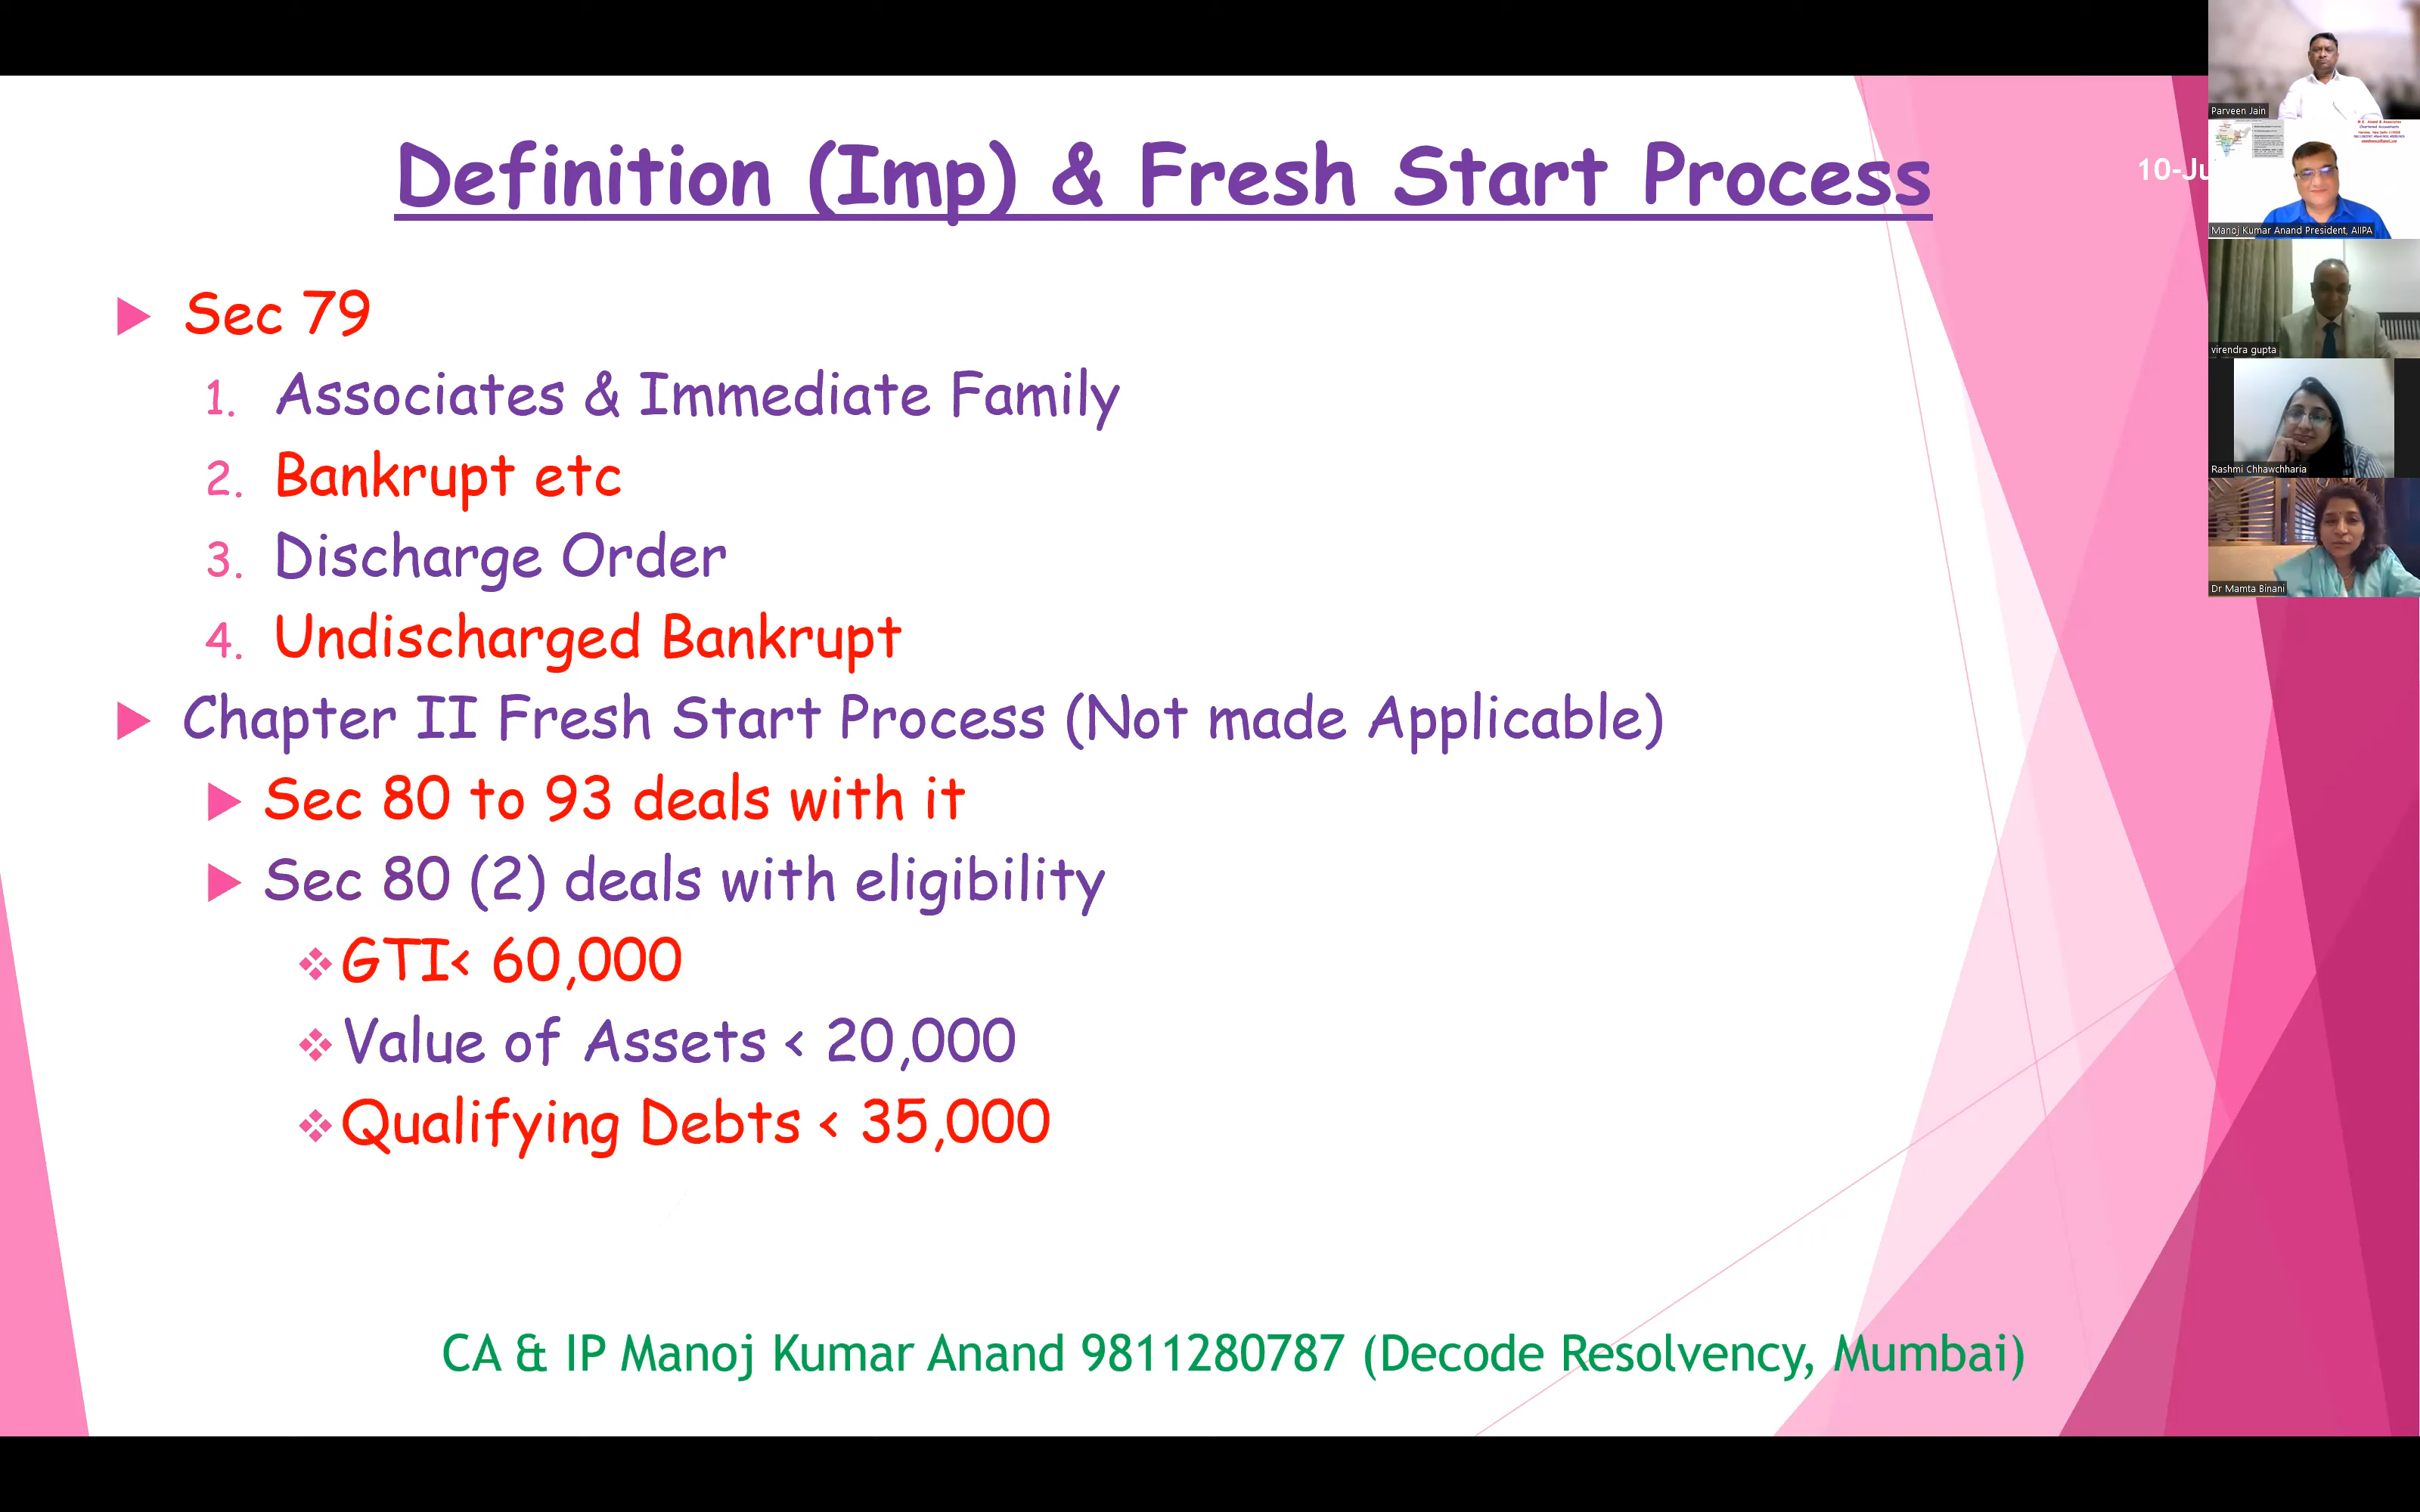 Definition (Imp) & Fresh Start Process
10-Ju
Sec 79
1. Associates & Immediate Family
2. Bankrupt etc
3. Discharge Order
4. Undischarged Bankrupt
Chapter II Fresh Start Process (Not made Applicable)
Sec 80 to 93 deals with it
Sec 80 (2) deals with eligibility
GTI< 60,000
Value of Assets < 20,000
Qualifying Debts < 35,000
CA & IP Manoj Kumar Anand 9811280787 (Decode Resolvency, Mumbai)
Parveen Jain
Manoj Kumar Anand President, AIIPA
virendra gupta
Rashmi Chhawchharia
Dr Mamta Binani